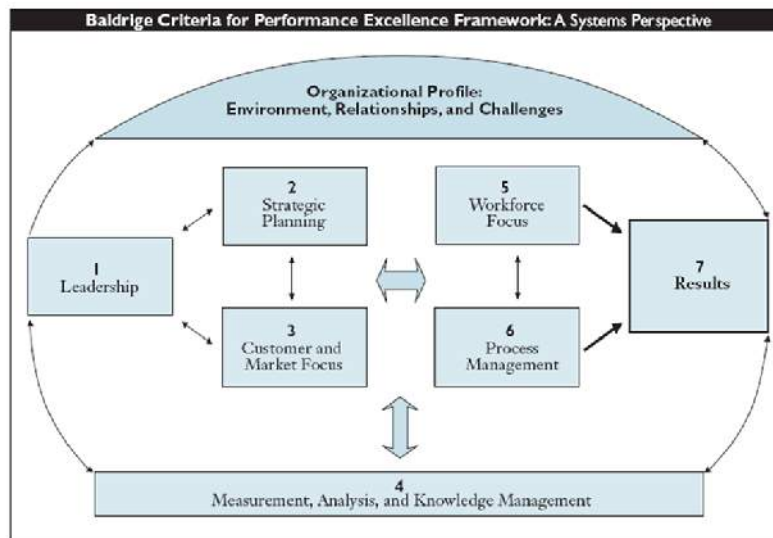 Baldrige Criteria for Performance Excellence Framework: A Systems Perspective
Organizational Profile:
Environment, Relationships, and Challenges
2
Strategic
Planning
5
Workforce
Focus
1
Leadership
7
Results
3
Customer and
Market Focus
6
Process
Management
4
Measurement, Analysis, and Knowledge Management